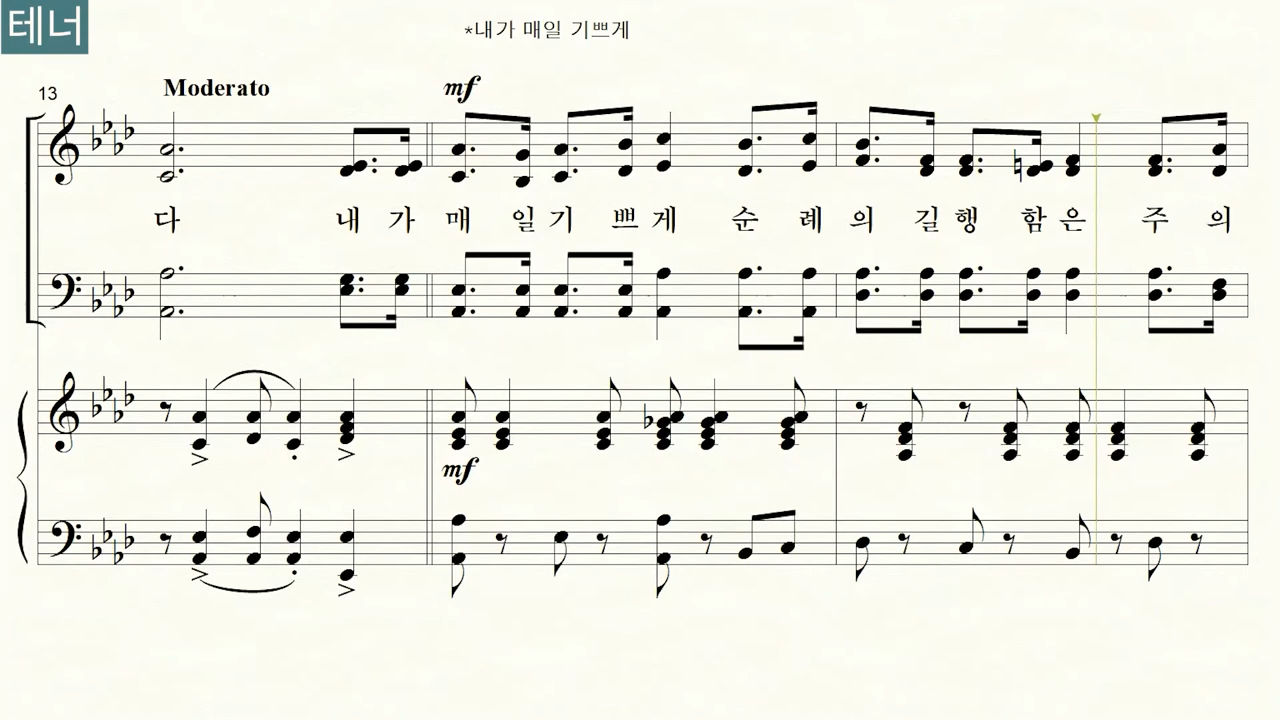 테너
*내가 매일 기쁘게
13
Moderato
mf
다 내 가 매 일 기 쁘 게 순 례 의 길 행 함 은 주 의
mf